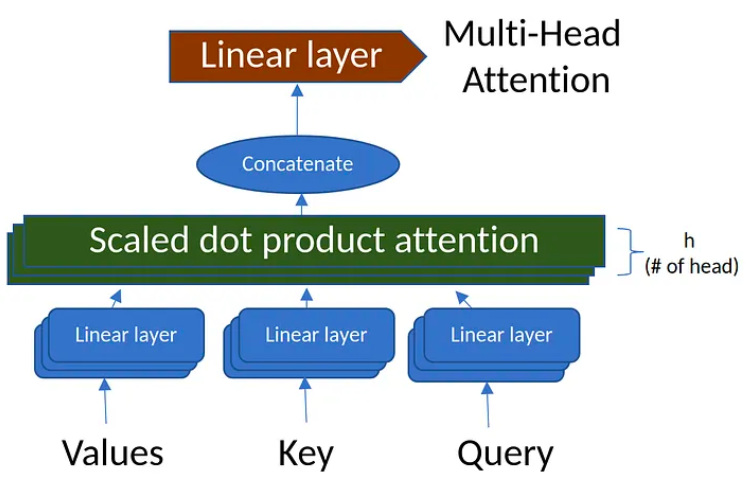 Linear layer
Multi-Head
Attention
Concatenate
Scaled dot product attention
h
(# of head)
Linear layer
Linear layer
Linear layer
Values
Key
Query